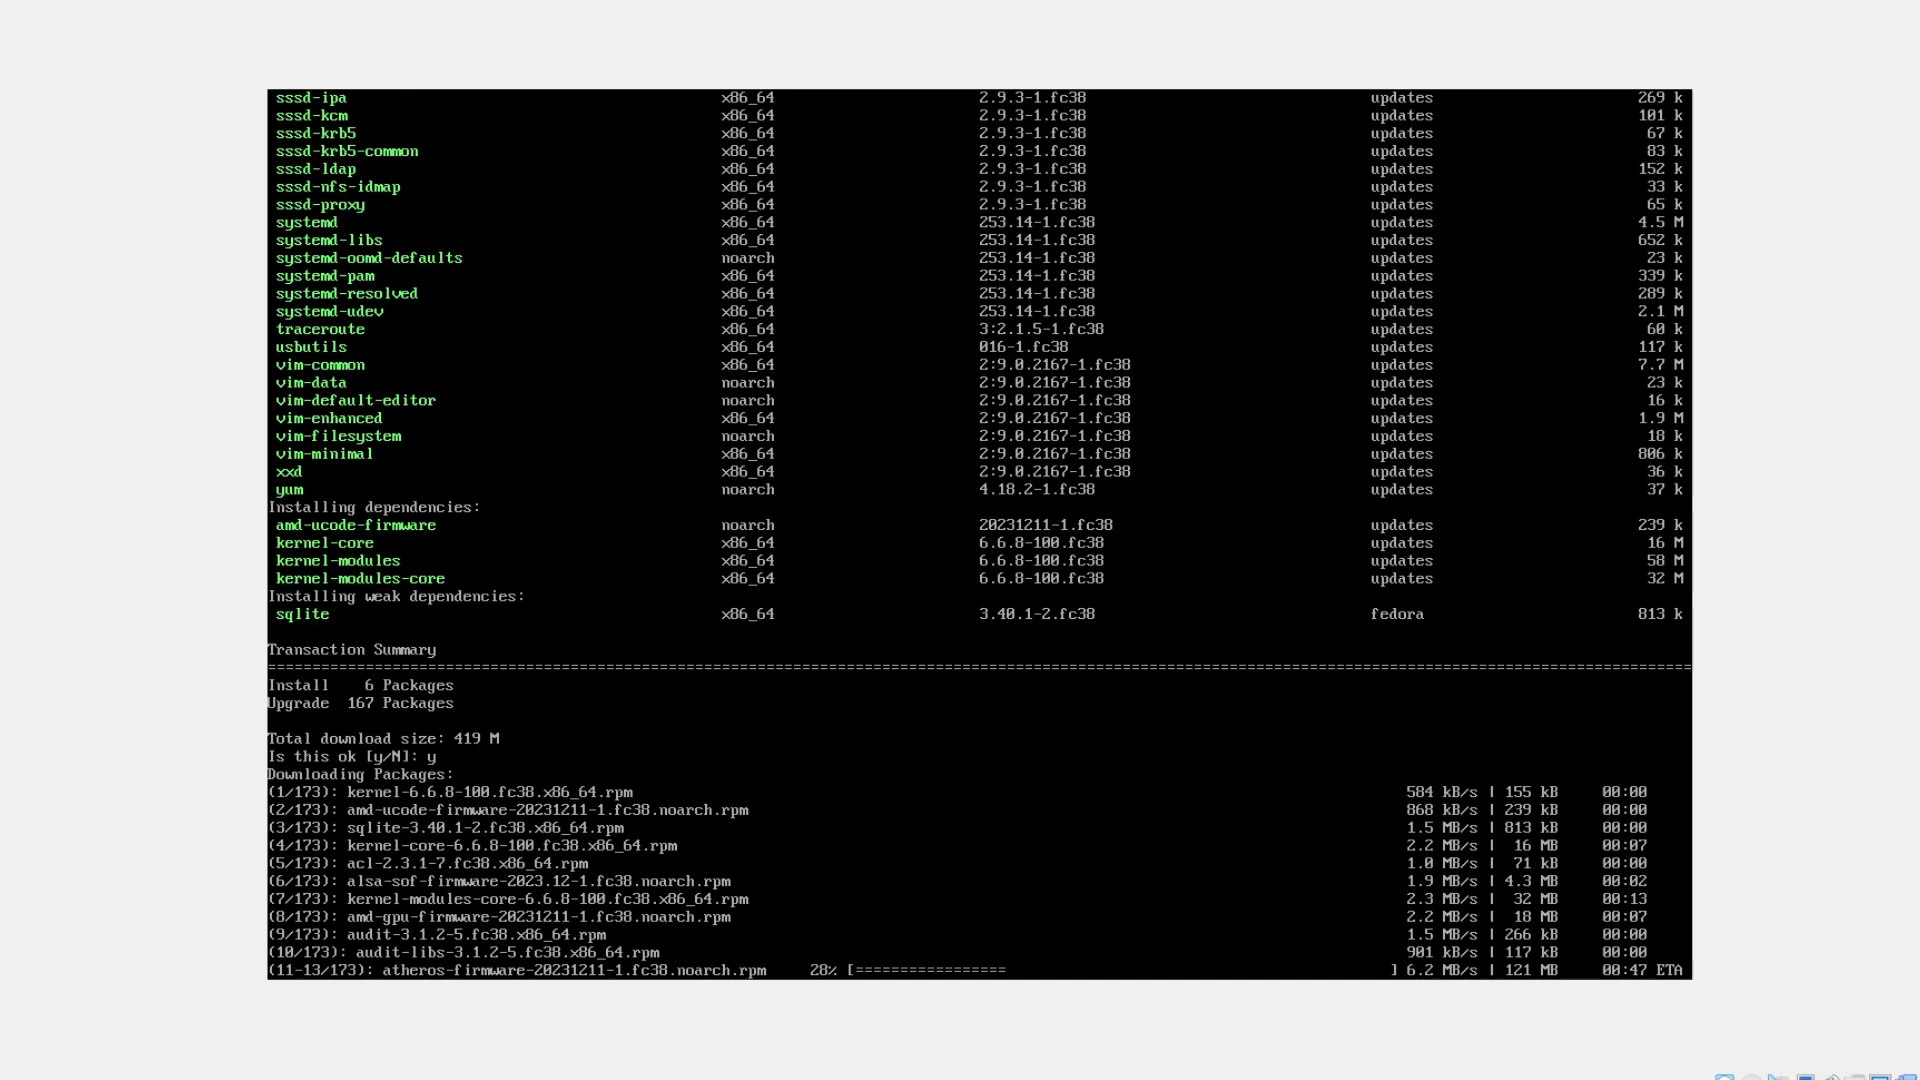 sssd-ipa x86_64 2.9.3-1.fc38 updates 269 k
sssd-kcm x86_64 2.9.3-1.fc38 updates 101 k
sssd-krb5 x86_64 2.9.3-1.fc38 updates 67 k
sssd-krb5-common x86_64 2.9.3-1.fc38 updates 83 k
sssd-ldap x86_64 2.9.3-1.fc38 updates 152 k
sssd-nfs-idmap x86_64 2.9.3-1.fc38 updates 33 k
sssd-proxy x86_64 2.9.3-1.fc38 updates 65 k
systemd x86_64 253.14-1.fc38 updates 4.5 M
systemd-libs x86_64 253.14-1.fc38 updates 652 k
systemd-oomd-defaults noarch 253.14-1.fc38 updates 23 k
systemd-pam x86_64 253.14-1.fc38 updates 339 k
systemd-resolved x86_64 253.14-1.fc38 updates 289 k
systemd-udev x86_64 253.14-1.fc38 updates 2.1 M
traceroute x86_64 3:2.1.5-1.fc38 updates 60 k
usbutils x86_64 016-1.fc38 updates 117 k
vim-common x86_64 2:9.0.2167-1.fc38 updates 7.7 M
vim-data noarch 2:9.0.2167-1.fc38 updates 23 k
vim-default-editor noarch 2:9.0.2167-1.fc38 updates 16 k
vim-enhanced x86_64 2:9.0.2167-1.fc38 updates 1.9 M
vim-filesystem noarch 2:9.0.2167-1.fc38 updates 18 k
vim-minimal x86_64 2:9.0.2167-1.fc38 updates 806 k
xxd x86_64 2:9.0.2167-1.fc38 updates 36 k
yum noarch 4.18.2-1.fc38 updates 37 k
Installing dependencies:
amd-ucode-firmware noarch 20231211-1.fc38 updates 239 k
kernel-core x86_64 6.6.8-100.fc38 updates 16 M
kernel-modules x86_64 6.6.8-100.fc38 updates 58 M
kernel-modules-core x86_64 6.6.8-100.fc38 updates 32 M
Installing weak dependencies:
sqlite x86_64 3.40.1-2.fc38 fedora 813 k
Transaction Summary
================================================================================================================================================================
Install 6 Packages
Upgrade 167 Packages
Total download size: 419 M
Is this ok [y/N]: y
Downloading Packages:
(1/173): kernel-6.6.8-100.fc38.x86_64.rpm 584 kB/s | 155 kB 00:00
(2/173): amd-ucode-firmware-20231211-1.fc38.noarch.rpm 868 kB/s | 239 kB 00:00
(3/173): sqlite-3.40.1-2.fc38.x86_64.rpm 1.5 MB/s | 813 kB 00:00
(4/173): kernel-core-6.6.8-100.fc38.x86_64.rpm 2.2 MB/s | 16 MB 00:07
(5/173): acl-2.3.1-7.fc38.x86_64.rpm 1.0 MB/s | 71 kB 00:00
(6/173): alsa-sof-firmware-2023.12-1.fc38.noarch.rpm 1.9 MB/s | 4.3 MB 00:02
(7/173): kernel-modules-core-6.6.8-100.fc38.x86_64.rpm 2.3 MB/s | 32 MB 00:13
(8/173): amd-gpu-firmware-20231211-1.fc38.noarch.rpm 2.2 MB/s | 18 MB 00:07
(9/173): audit-3.1.2-5.fc38.x86_64.rpm 1.5 MB/s | 266 kB 00:00
(10/173): audit-libs-3.1.2-5.fc38.x86_64.rpm 901 kB/s | 117 kB 00:00
(11-13/173): atheros-firmware-20231211-1.fc38.noarch.rpm 28% [================= ] 6.2 MB/s | 121 MB 00:47 ETA